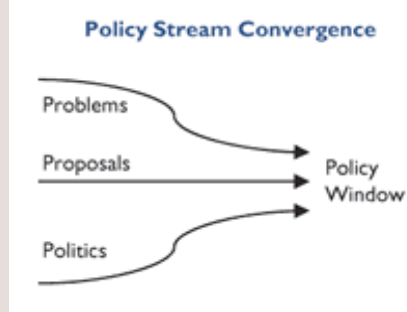 Policy Stream Convergence
Problems
Proposals
Policy
Window
Politics